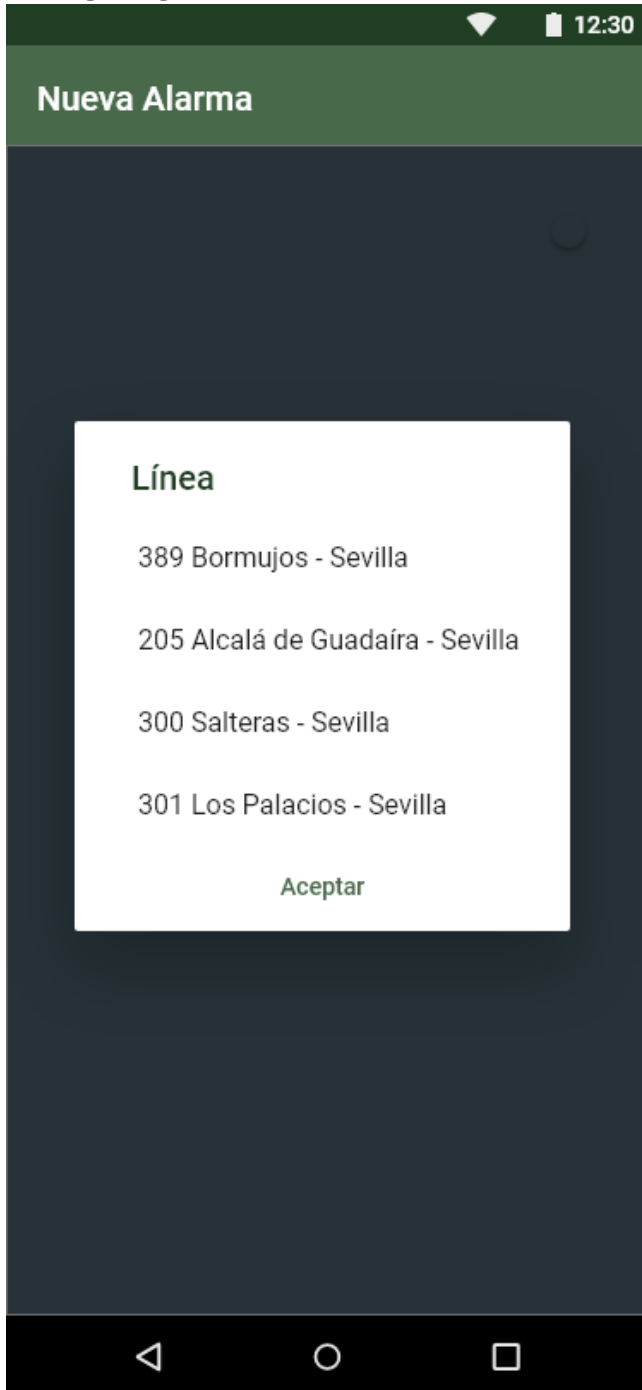 12:30
Nueva Alarma
Línea
389 Bormujos - Sevilla
205 Alcalá de Guadaíra - Sevilla
300 Salteras - Sevilla
301 Los Palacios - Sevilla
Aceptar